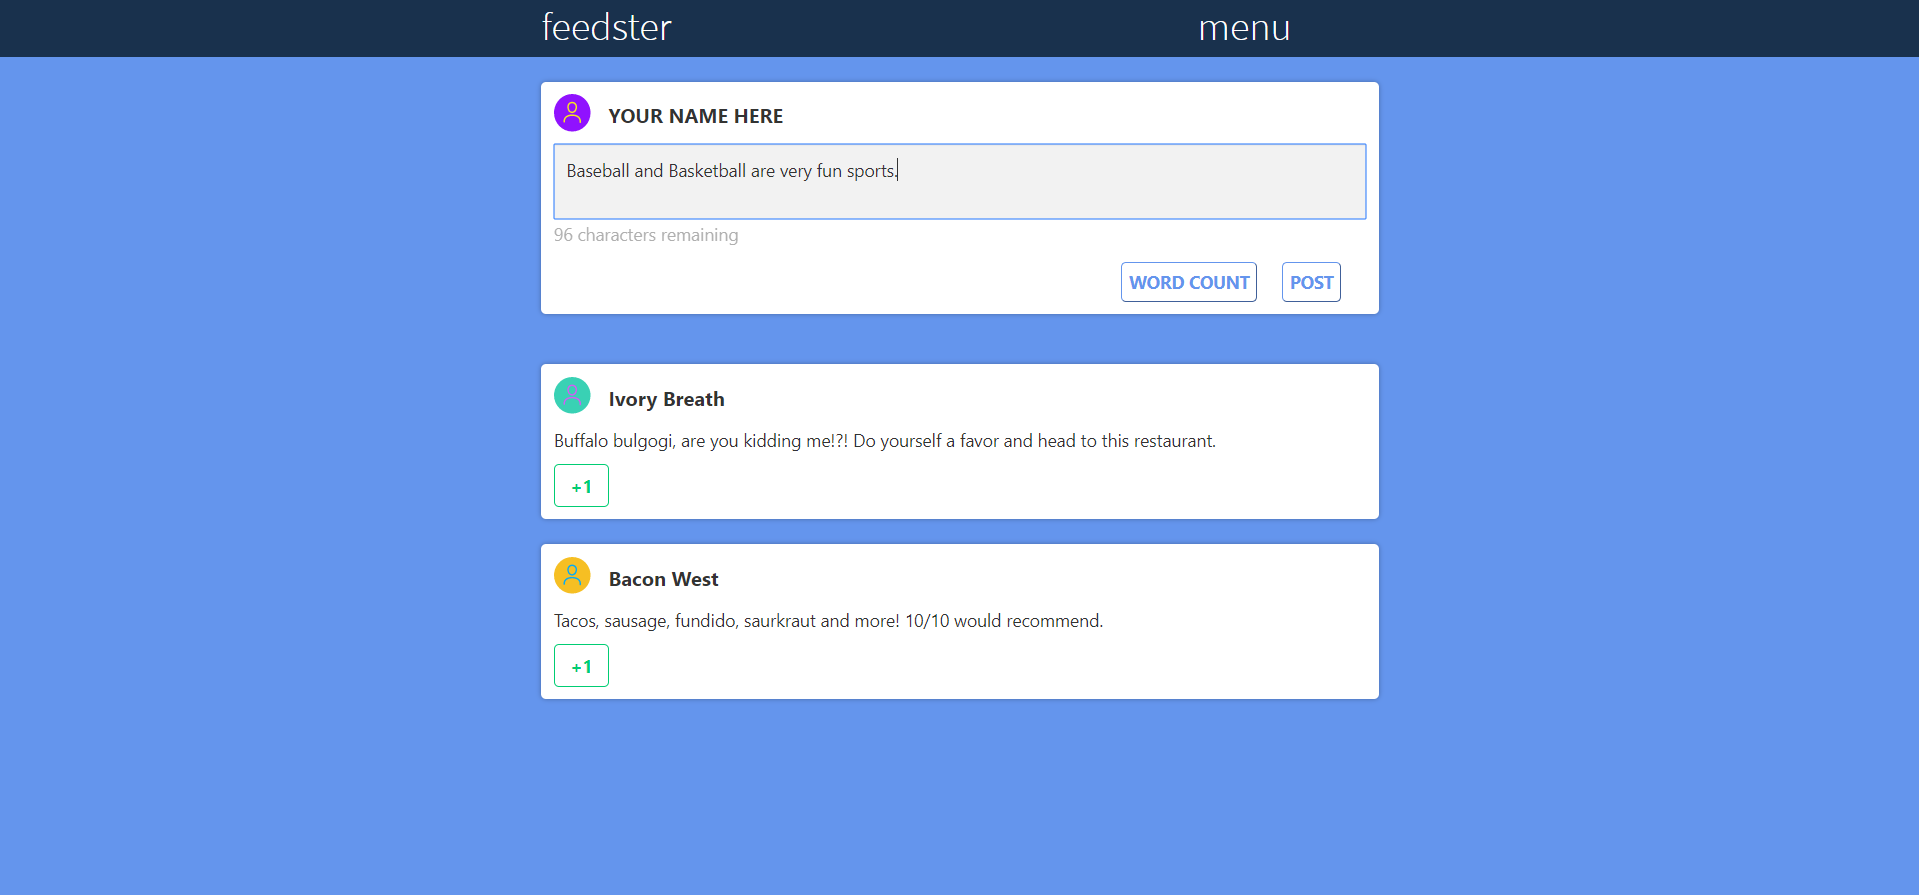 feedster menu
YOUR NAME HERE
Baseball and Basketball are very fun sports.
96 characters remaining
WORD COUNT POST
Ivory Breath
Buffalo bulgogi, are you kidding me!?! Do yourself a favor and head to this restaurant.
+1
Bacon West
Tacos, sausage, fundido, saurkraut and more! 10/10 would recommend.
+1